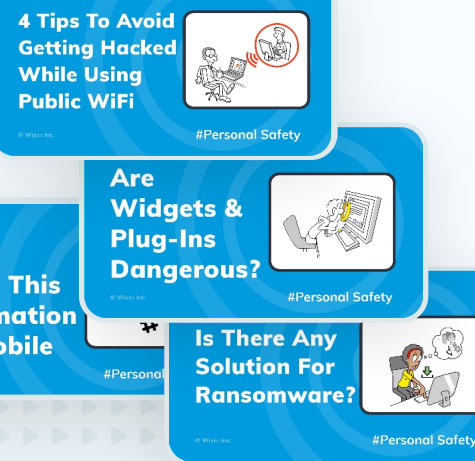 4 Tips To Avoid
Getting Hacked
While Using
Public WiFi
© Wizer Inc.
#Personal Safety
Are
Widgets &
Plug-Ins
Dangerous?
© Wizer Inc.
#Personal Safety
This
mation
obile
#
#Personal
Is There Any
Solution For
Ransomware?
© Wizer Inc.
#Personal Safety